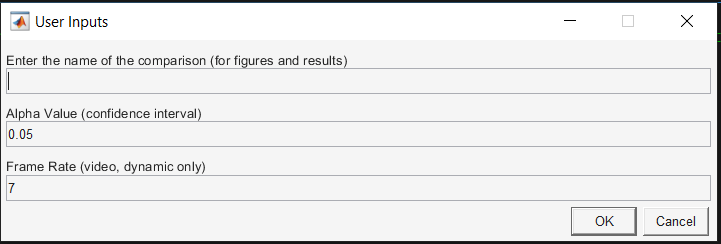 User Inputs
Enter the name of the comparison (for figures and results)
Alpha Value (confidence interval)
0.05
Frame Rate (video, dynamic only)
7
OK Cancel